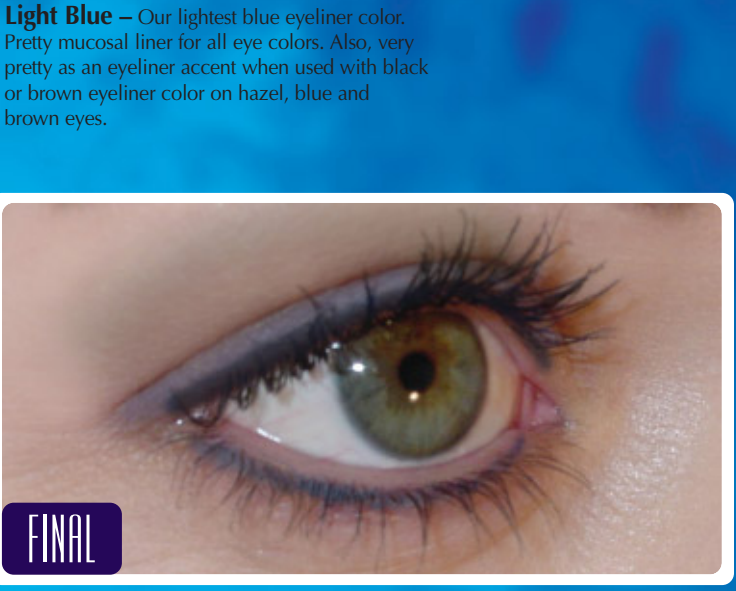 Light Blue – Our lightest blue eyeliner color.
Pretty mucosal liner for all eye colors. Also, very
pretty as an eyeliner accent when used with black
or brown eyeliner color on hazel, blue and
brown eyes.
FINAL